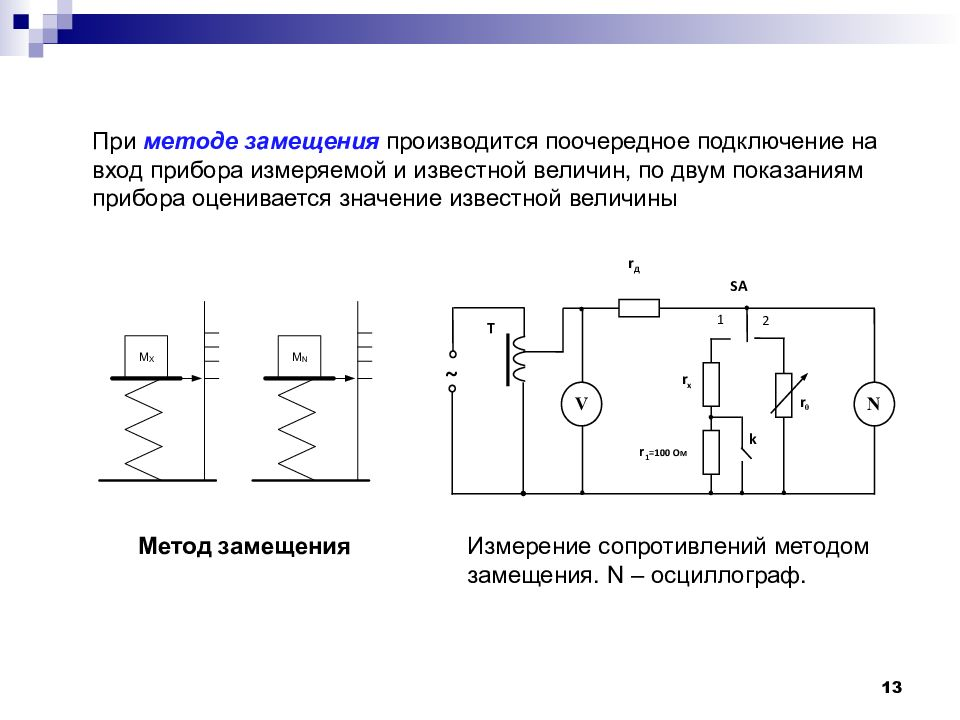 При методе замещения производится поочередное подключение на
вход прибора измеряемой и известной величин, по двум показаниям
прибора оценивается значение известной величины
rд
SA
T
1
2
Mx
MN
~
rx
r0
V
N
k
r1=100 Ом
Метод замещения
Измерение сопротивлений методом
замещения. N – осциллограф.
13